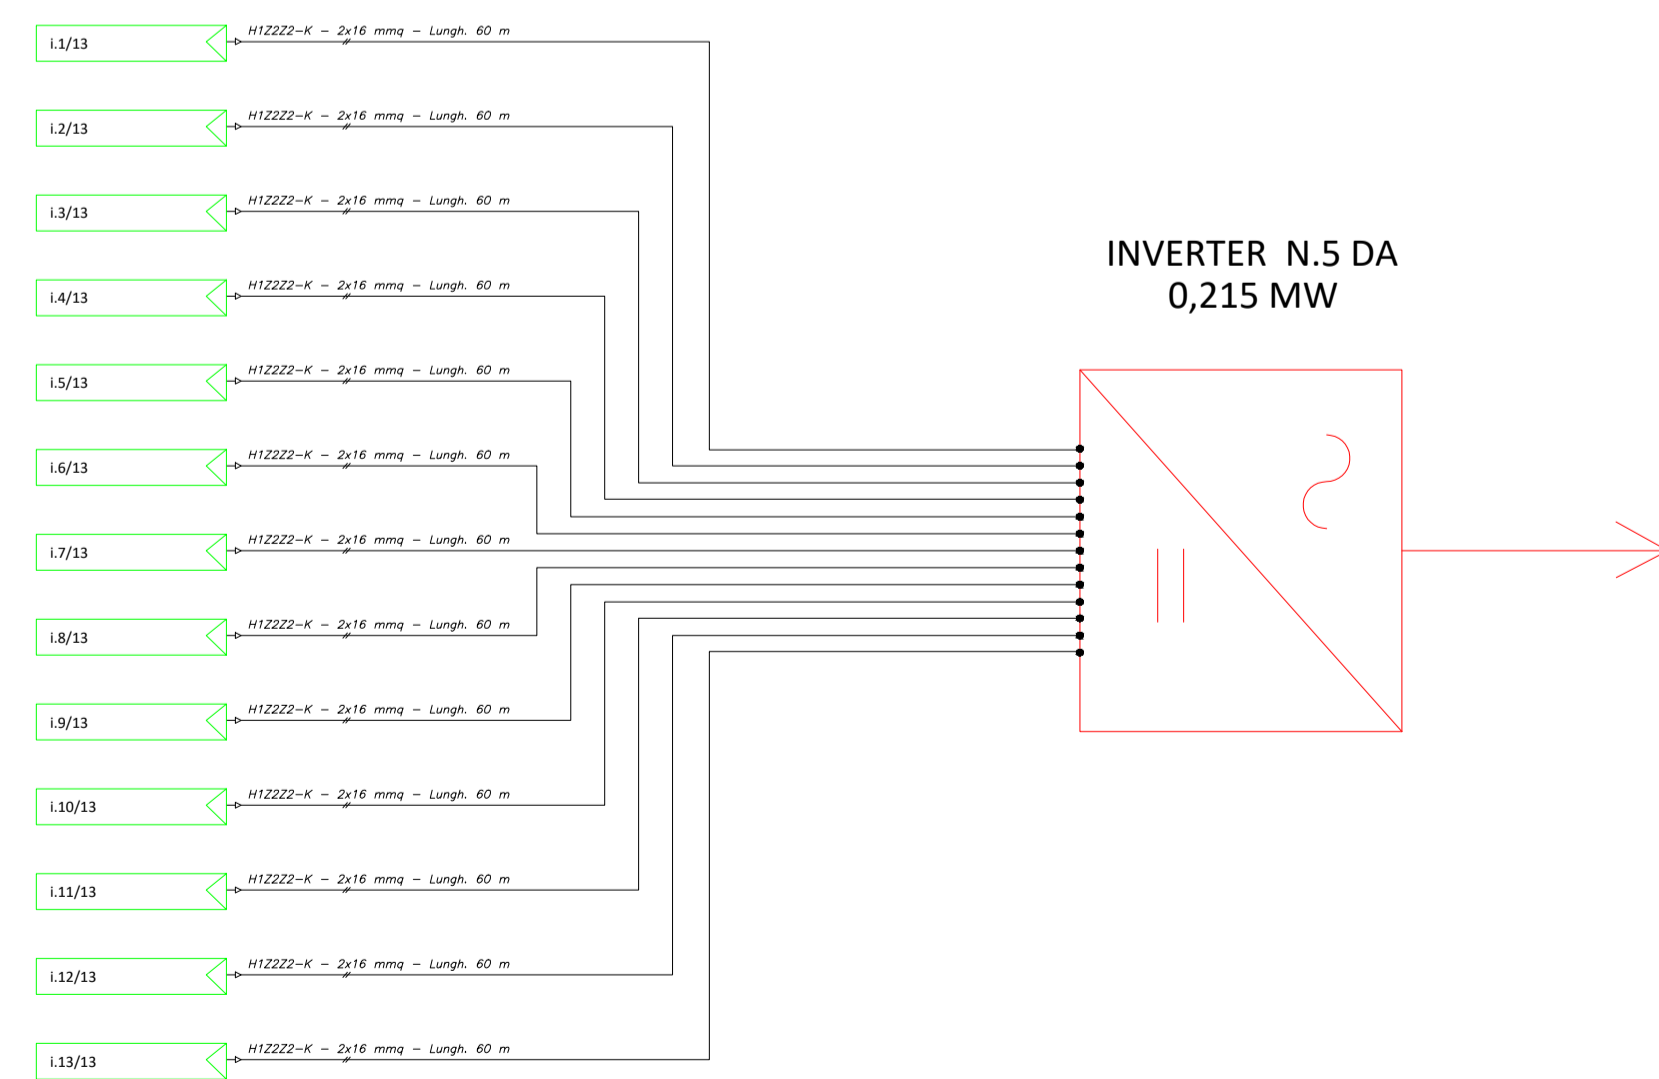 i.1/13 H1Z2Z2-K - 2x16 mmq - Lungh. 60 m
i.2/13 H1Z2Z2-K - 2x16 mmq - Lungh. 60 m
i.3/13 H1Z2Z2-K - 2x16 mmq - Lungh. 60 m
INVERTER N.5 DA
0,215 MW
i.4/13 H1Z2Z2-K - 2x16 mmq - Lungh. 60 m
i.5/13 H1Z2Z2-K - 2x16 mmq - Lungh. 60 m
i.6/13 H1Z2Z2-K - 2x16 mmq - Lungh. 60 m
i.7/13 H1Z2Z2-K - 2x16 mmq - Lungh. 60 m
i.8/13 H1Z2Z2-K - 2x16 mmq - Lungh. 60 m
i.9/13 H1Z2Z2-K - 2x16 mmq - Lungh. 60 m
i.10/13 H1Z2Z2-K - 2x16 mmq - Lungh. 60 m
i.11/13 H1Z2Z2-K - 2x16 mmq - Lungh. 60 m
i.12/13 H1Z2Z2-K - 2x16 mmq - Lungh. 60 m
i.13/13 H1Z2Z2-K - 2x16 mmq - Lungh. 60 m